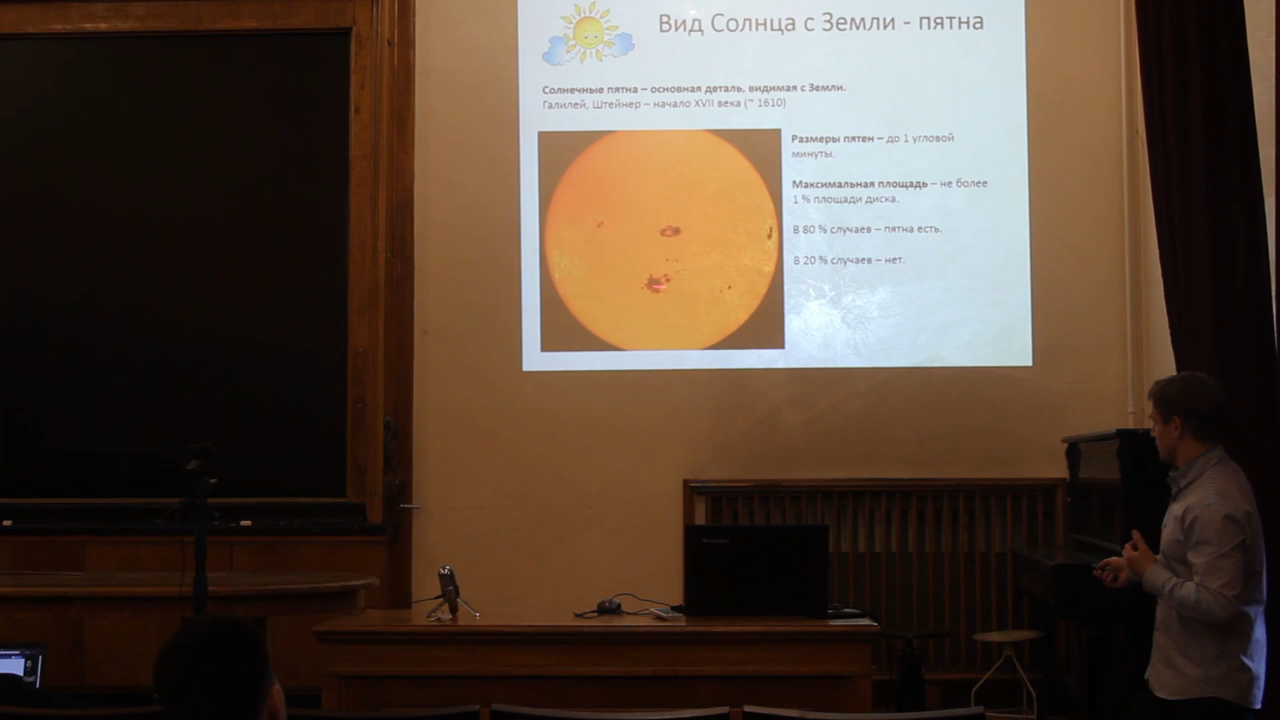 Вид Солнца с Земли - пятна
Солнечные пятна – основная деталь, видимая с Земли.
Галилей, Штейнер – начало XVII века (~ 1610)
Размеры пятен – до 1 угловой
минуты.
Максимальная площадь – не более
1 % площади диска.
В 80 % случаев – пятна есть.
В 20 % случаев – нет.